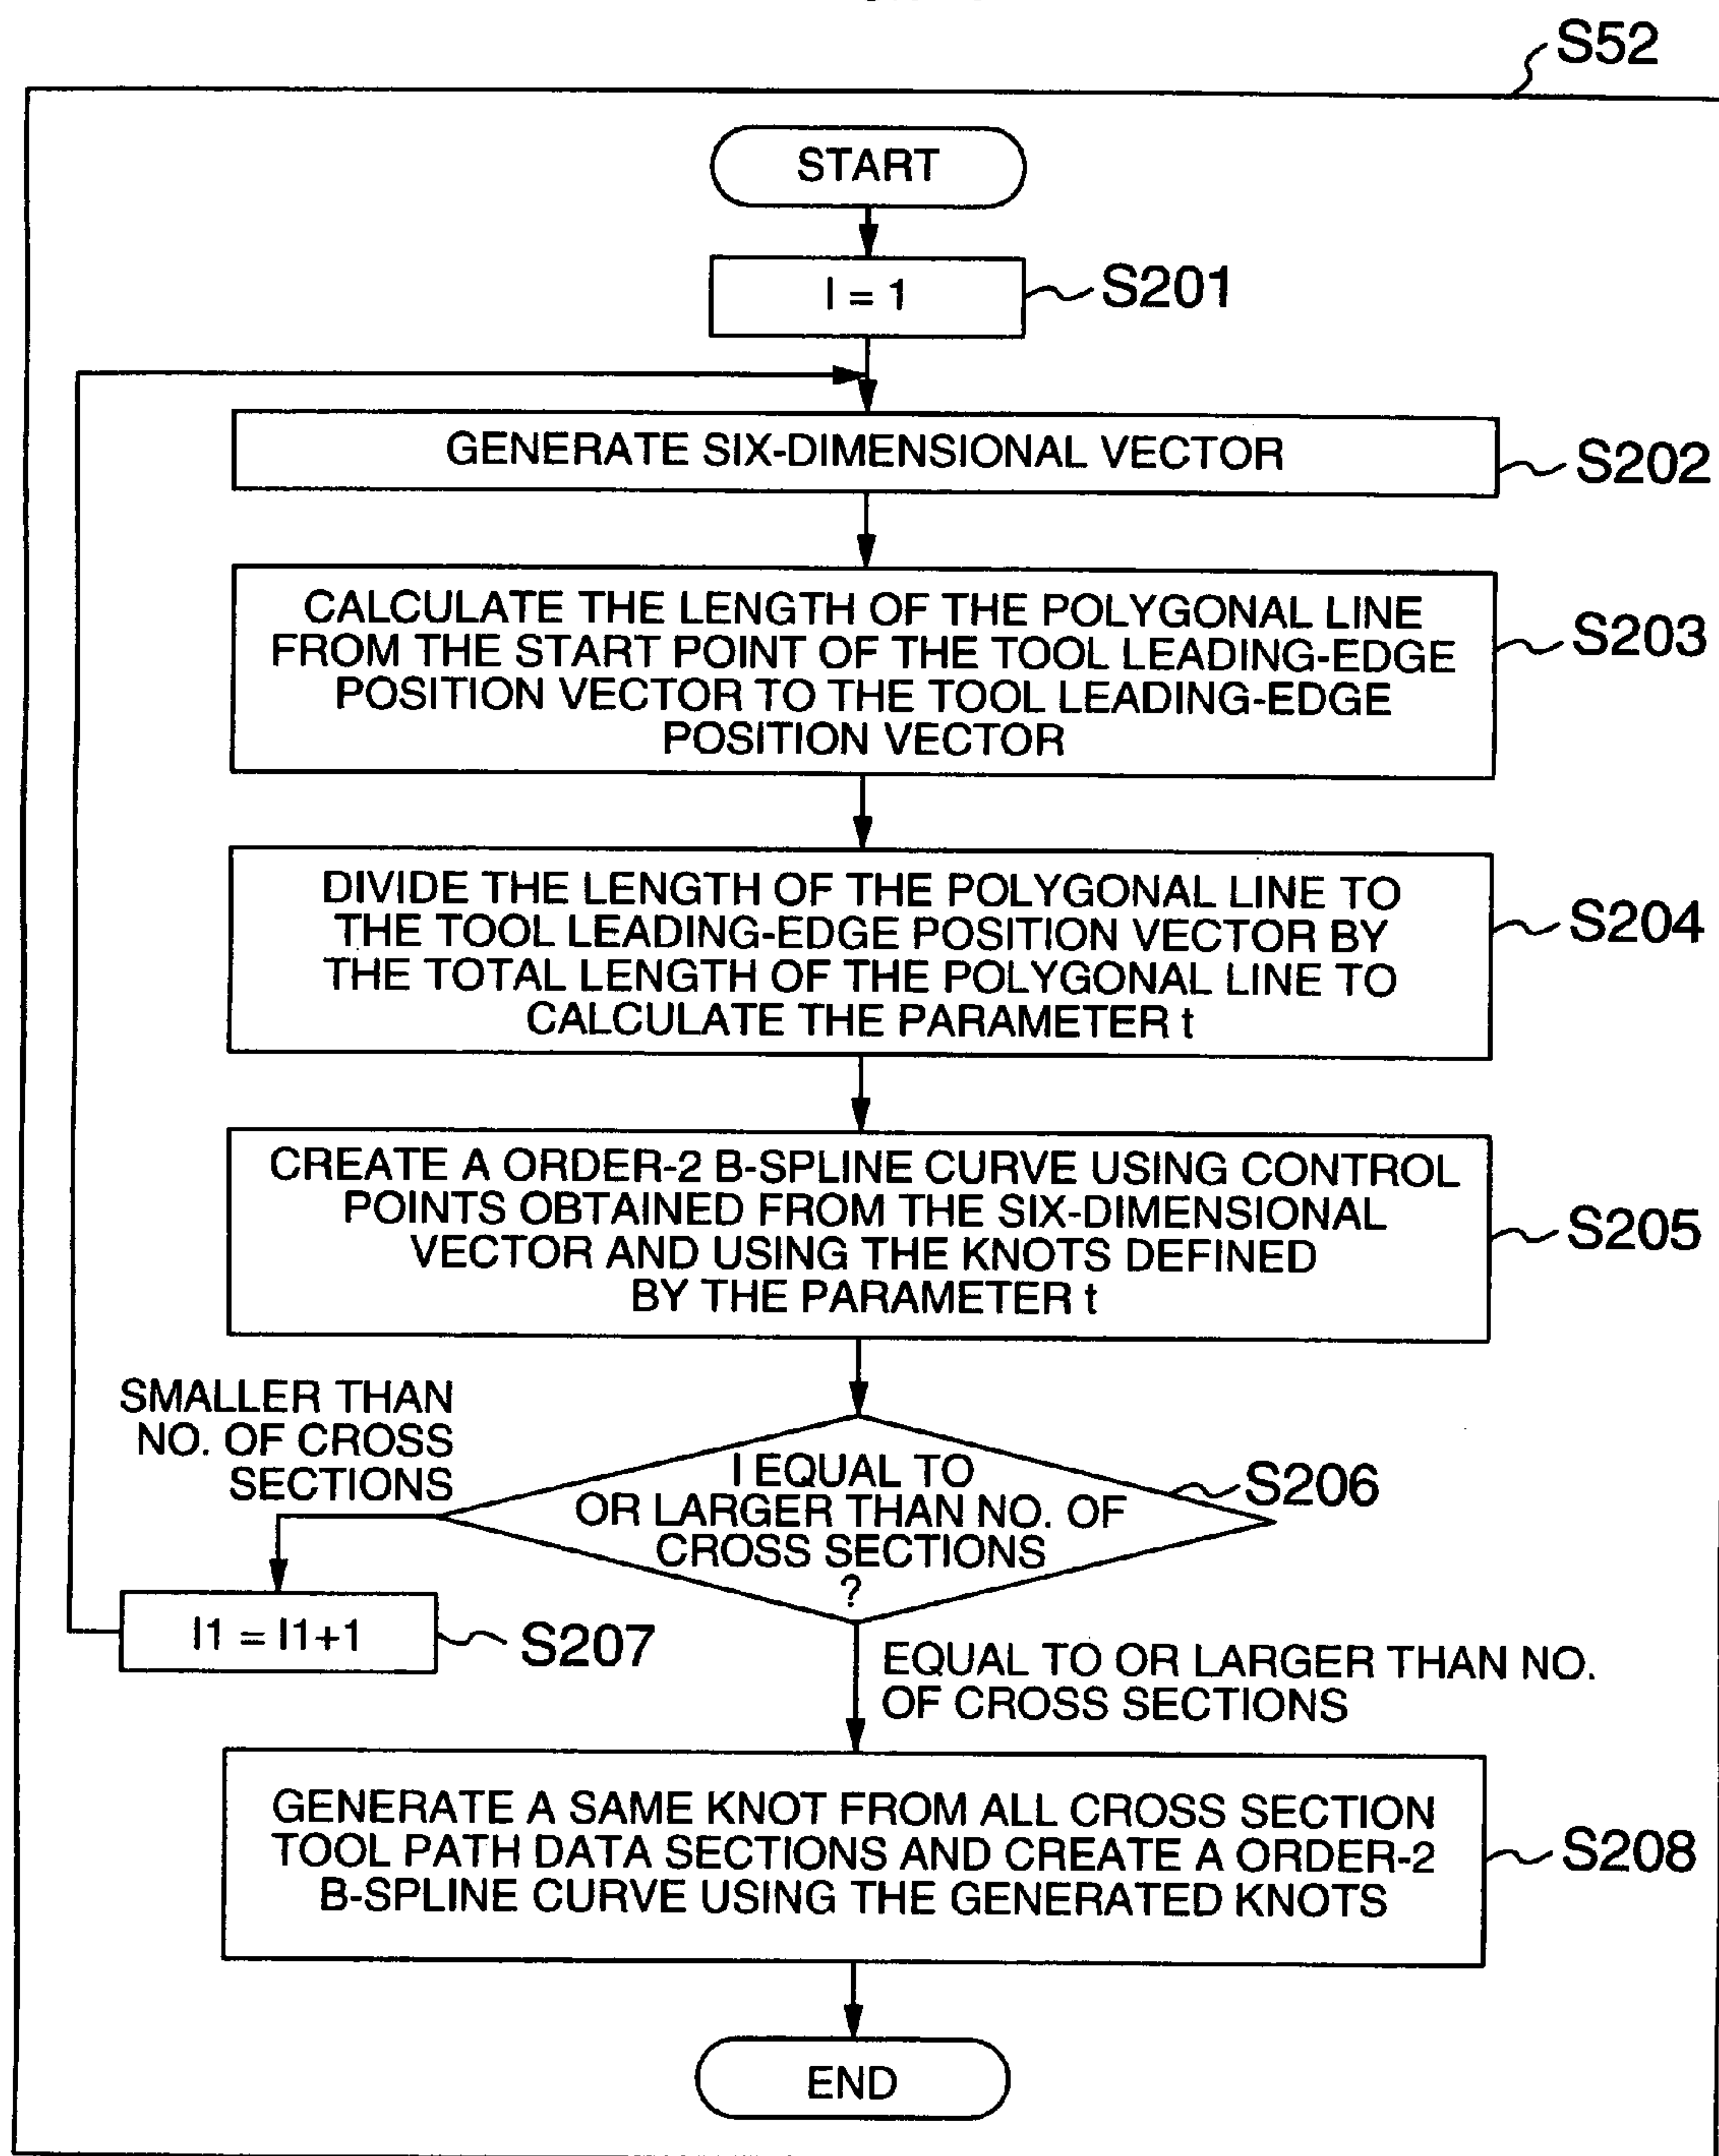 S52
START
I = 1
S201
GENERATE SIX-DIMENSIONAL VECTOR
S202
CALCULATE THE LENGTH OF THE POLYGONAL LINE
FROM THE START POINT OF THE TOOL LEADING-EDGE
POSITION VECTOR TO THE TOOL LEADING-EDGE
POSITION VECTOR
S203
DIVIDE THE LENGTH OF THE POLYGONAL LINE TO
THE TOOL LEADING-EDGE POSITION VECTOR BY
THE TOTAL LENGTH OF THE POLYGONAL LINE TO
CALCULATE THE PARAMETER t
S204
CREATE A ORDER-2 B-SPLINE CURVE USING CONTROL
POINTS OBTAINED FROM THE SIX-DIMENSIONAL
VECTOR AND USING THE KNOTS DEFINED
BY THE PARAMETER t
S205
SMALLER THAN
NO. OF CROSS
SECTIONS
I EQUAL TO
OR LARGER THAN NO. OF
CROSS SECTIONS
?
S206
I1 = I1+1
S207
EQUAL TO OR LARGER THAN NO.
OF CROSS SECTIONS
GENERATE A SAME KNOT FROM ALL CROSS SECTION
TOOL PATH DATA SECTIONS AND CREATE A ORDER-2
B-SPLINE CURVE USING THE GENERATED KNOTS
S208
END